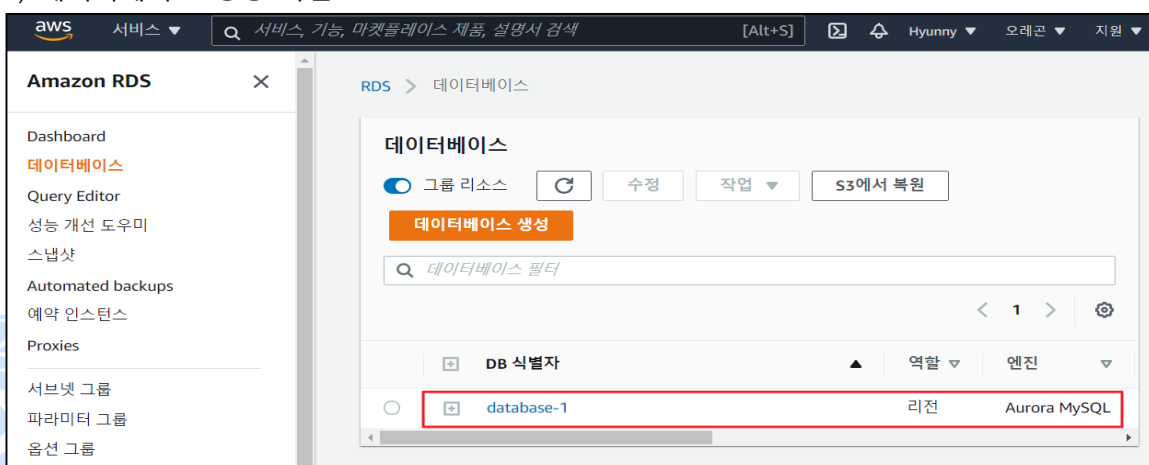 aws 서비스 ▼ 서비스, 기능, 마켓플레이스 제품, 설명서 검색 [Alt+S] Hyunny ▼ 오레곤 ▼ 지원 ▼
Amazon RDS
Dashboard
데이터베이스
Query Editor
성능 개선 도우미
스냅샷
Automated backups
예약 인스턴스
Proxies
서브넷 그룹
파라미터 그룹
옵션 그룹
RDS > 데이터베이스
데이터베이스
그룹 리소스 수정 작업 ▼ S3에서 복원
데이터베이스 생성
데이터베이스 필터
< 1 >
DB 식별자 ▲ 역할 ▽ 엔진 ▽
database-1 리전 Aurora MySQL